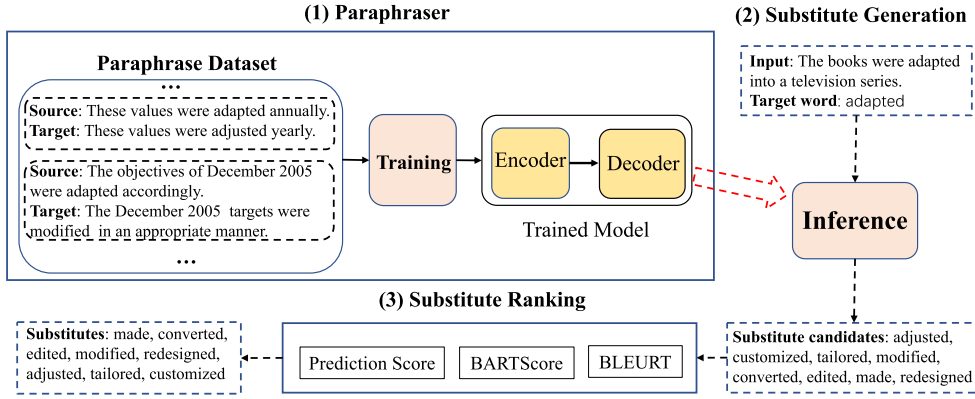 (1) Paraphraser
(2) Substitute Generation
Paraphrase Dataset
...
Source: These values were adapted annually.
Target: These values were adjusted yearly.
Source: The objectives of December 2005
were adapted accordingly.
Target: The December 2005 targets were
modified in an appropriate manner.
...
Training
Encoder
Decoder
Trained Model
Input: The books were adapted
into a television series.
Target word: adapted
Inference
(3) Substitute Ranking
Substitutes: made, converted,
edited, modified, redesigned,
adjusted, tailored, customized
Prediction Score
BARTScore
BLEURT
Substitute candidates: adjusted,
customized, tailored, modified,
converted, edited, made, redesigned